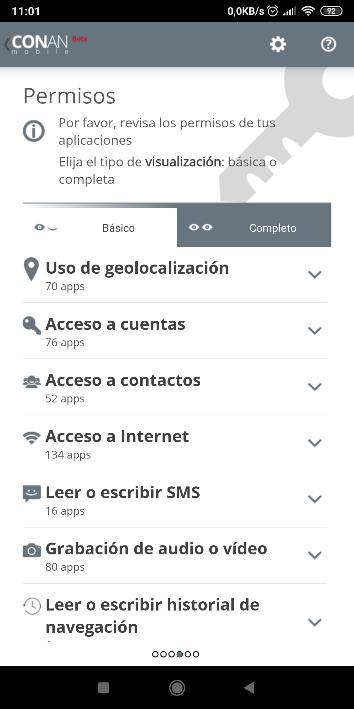 11:01
0,0KB/s
92
CONAN Beta
mobile
Permisos
Por favor, revisa los permisos de tus
aplicaciones
Elija el tipo de visualización: básica o
completa
Básico
Completo
Uso de geolocalización
70 apps
Acceso a cuentas
76 apps
Acceso a contactos
52 apps
Acceso a Internet
134 apps
Leer o escribir SMS
16 apps
Grabación de audio o vídeo
80 apps
Leer o escribir historial de
navegación